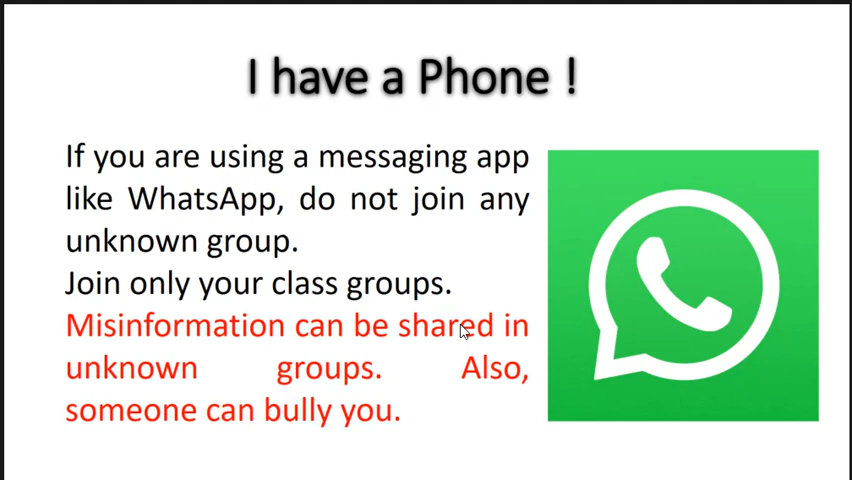 I have a Phone !
If you are using a messaging app
like WhatsApp, do not join any
unknown group.
Join only your class groups.
Misinformation can be shared in
unknown groups. Also,
someone can bully you.